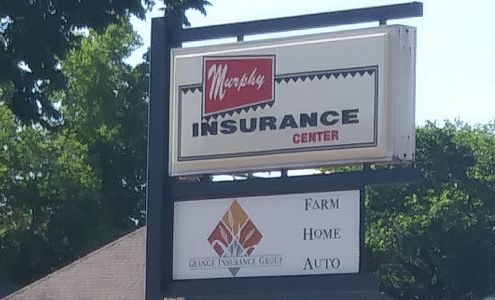 Murphy
INSURANCE
CENTER
FARM
HOME
GRANGE INSURANCE GROUP
AUTO